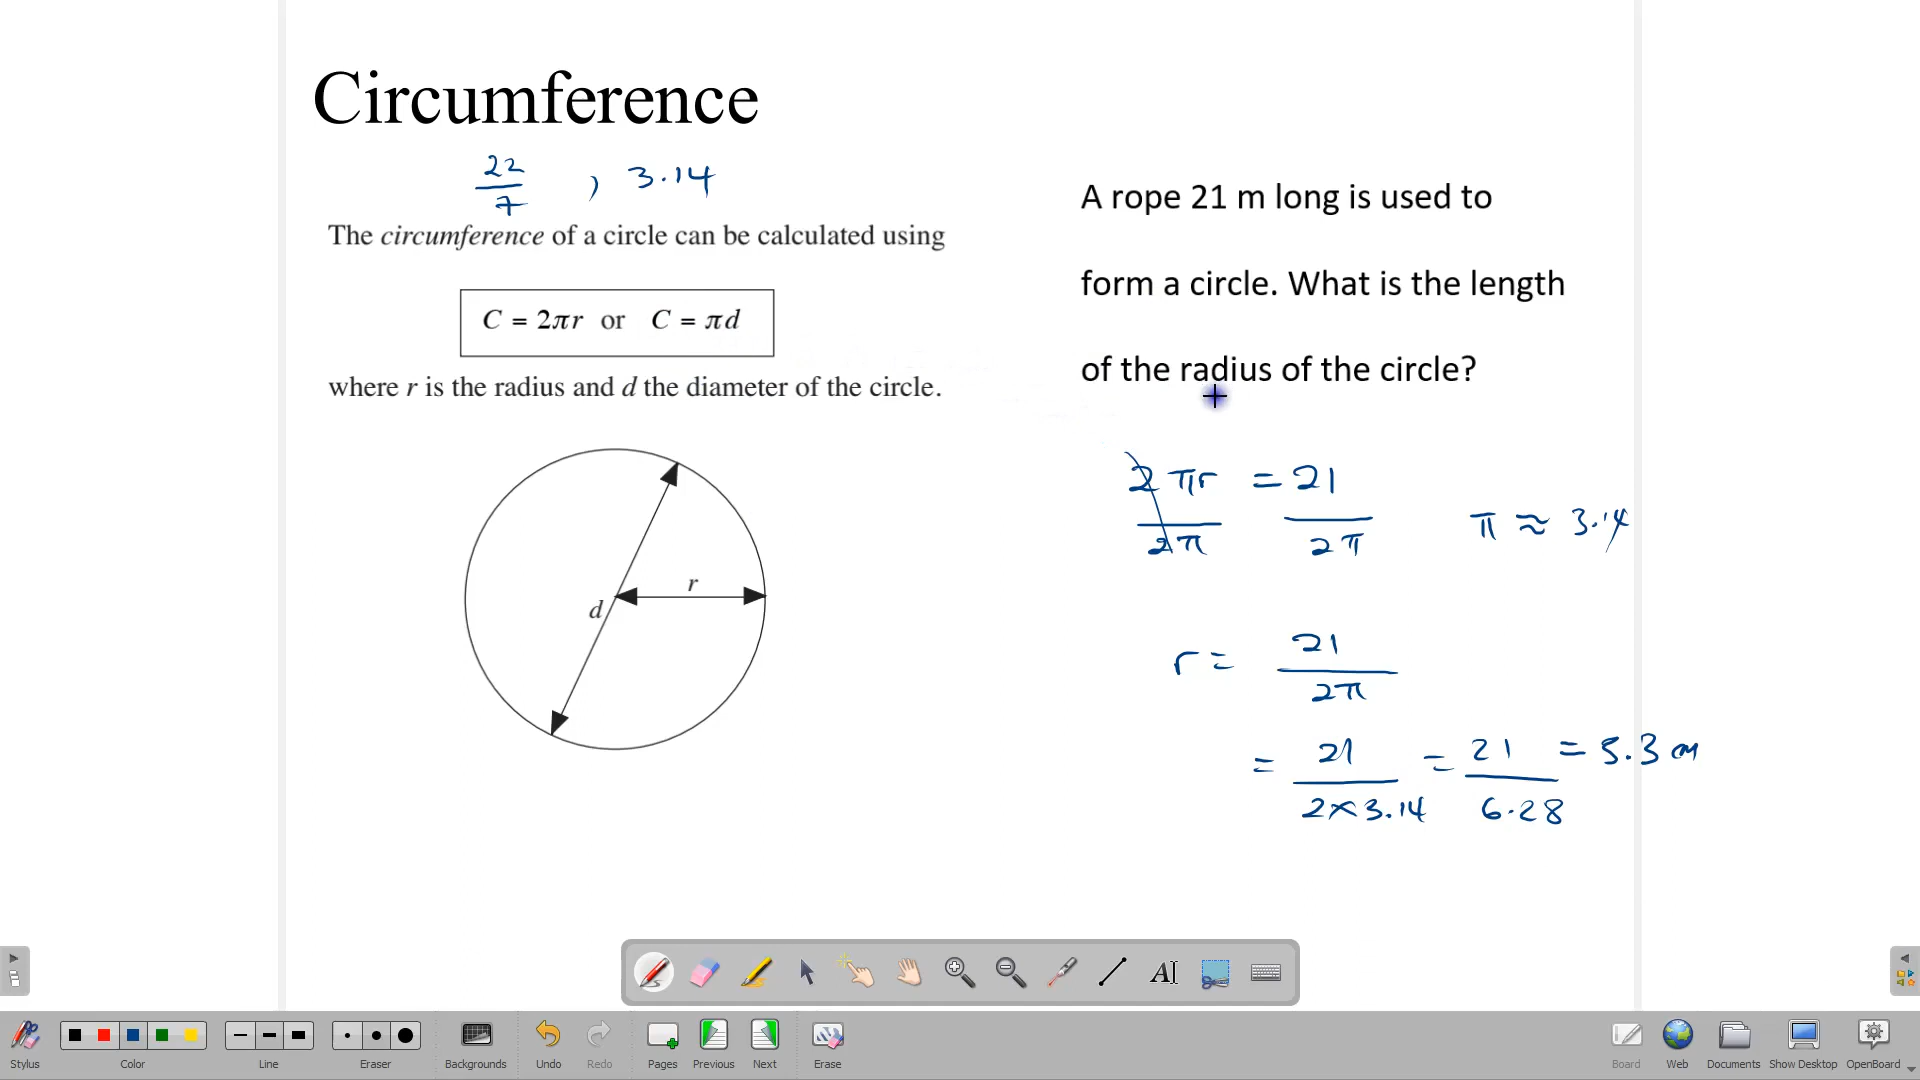 Circumference
22/7 , 3.14
The circumference of a circle can be calculated using
C = 2πr or C = πd
where r is the radius and d the diameter of the circle.
r
d
A rope 21 m long is used to
form a circle. What is the length
of the radius of the circle?
2πr/2π = 21/2π
π ≈ 3.14
r = 21/2π
= 21/2×3.14 = 21/6.28 = 5.3 m
Stylus
Color
Line
Eraser
Backgrounds
Undo
Redo
Pages
Previous
Next
Erase
Board
Web
Documents
Show Desktop
OpenBoard